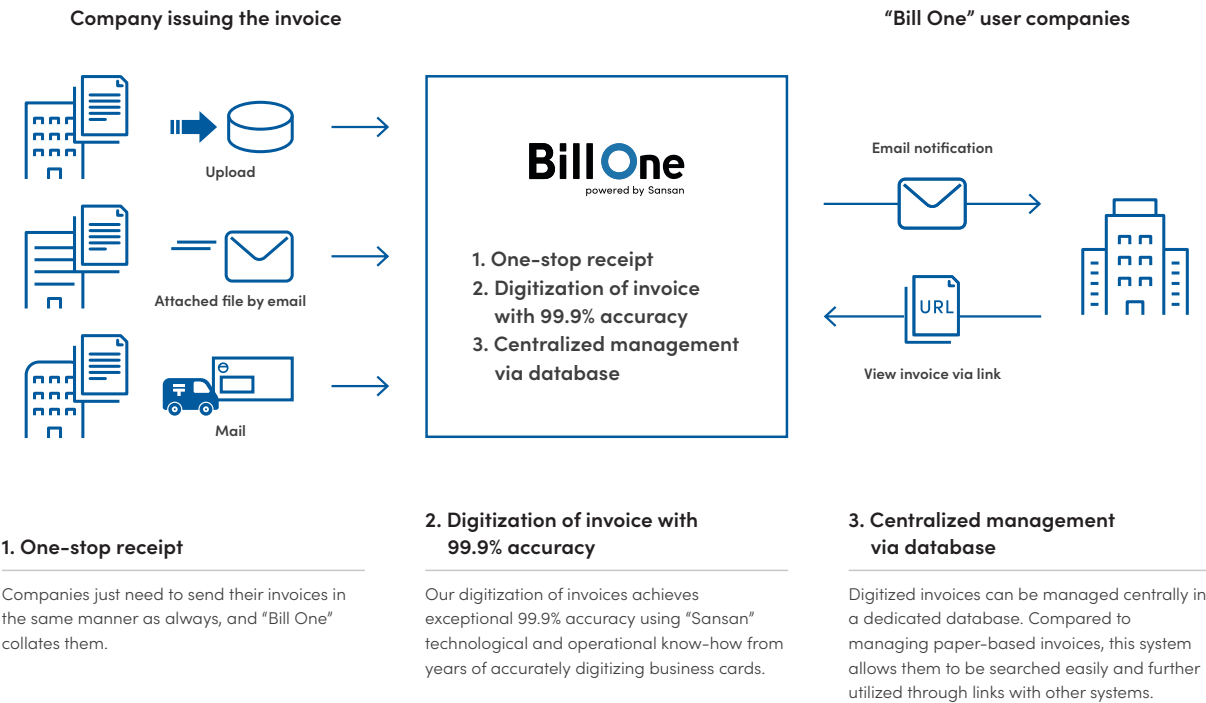 Company issuing the invoice
“Bill One” user companies
Upload
Attached file by email
Mail
Bill One
powered by Sansan
1. One-stop receipt
2. Digitization of invoice
with 99.9% accuracy
3. Centralized management
via database
Email notification
URL
View invoice via link
1. One-stop receipt
Companies just need to send their invoices in
the same manner as always, and “Bill One”
collates them.
2. Digitization of invoice with
99.9% accuracy
Our digitization of invoices achieves
exceptional 99.9% accuracy using “Sansan”
technological and operational know-how from
years of accurately digitizing business cards.
3. Centralized management
via database
Digitized invoices can be managed centrally in
a dedicated database. Compared to
managing paper-based invoices, this system
allows them to be searched easily and further
utilized through links with other systems.